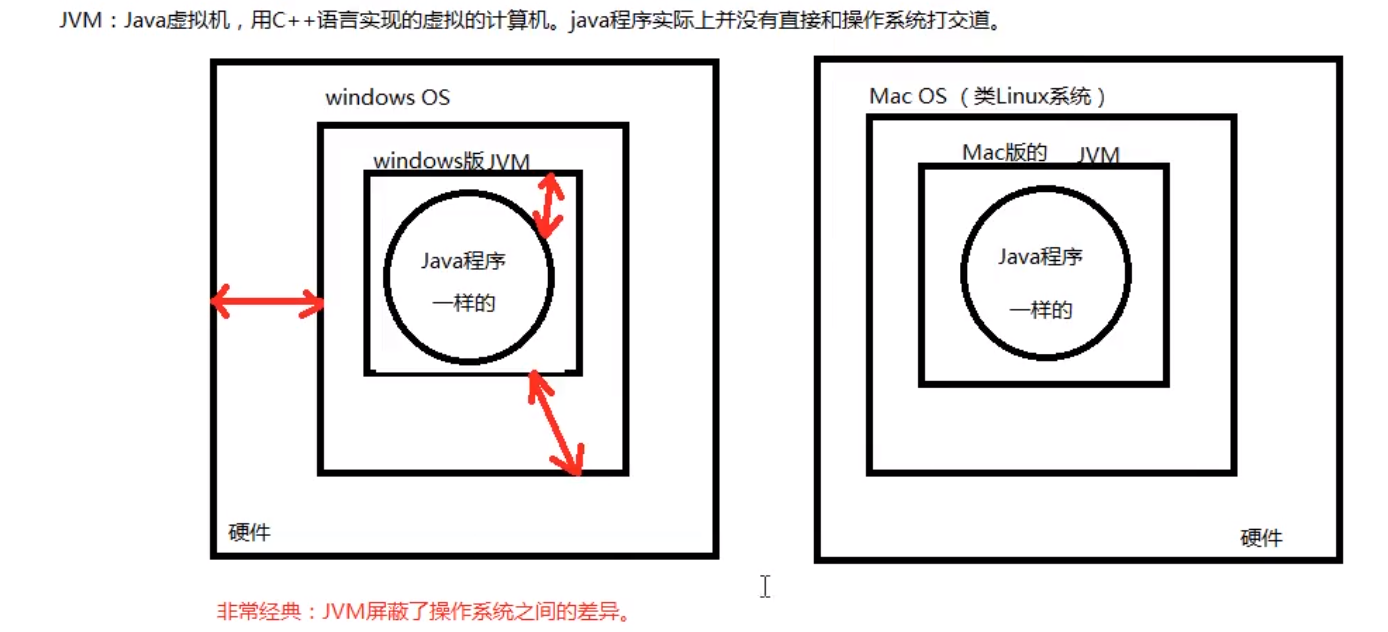 JVM：Java虚拟机，用C++语言实现的虚拟的计算机。java程序实际上并没有直接和操作系统打交道。
windows OS
windows版JVM
Java程序
一样的
硬件
Mac OS （类Linux系统）
Mac版的 JVM
Java程序
一样的
硬件
非常经典：JVM屏蔽了操作系统之间的差异。